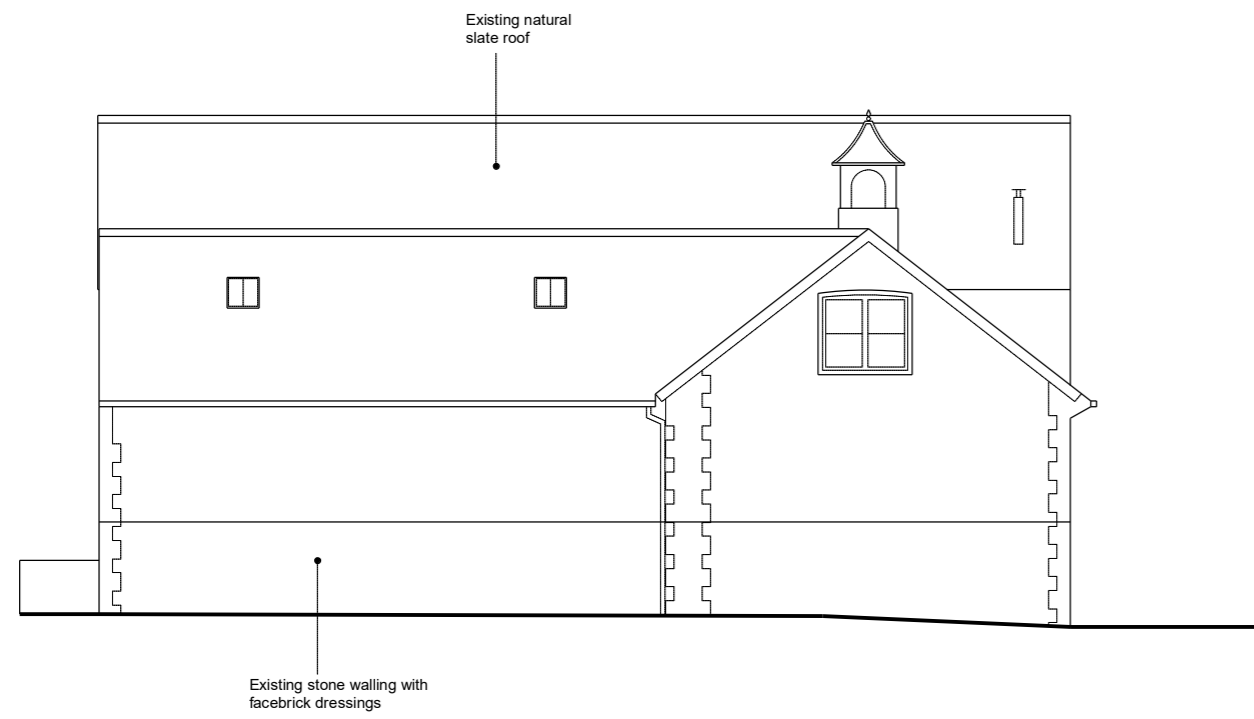 Existing natural
slate roof
Existing stone walling with
facebrick dressings